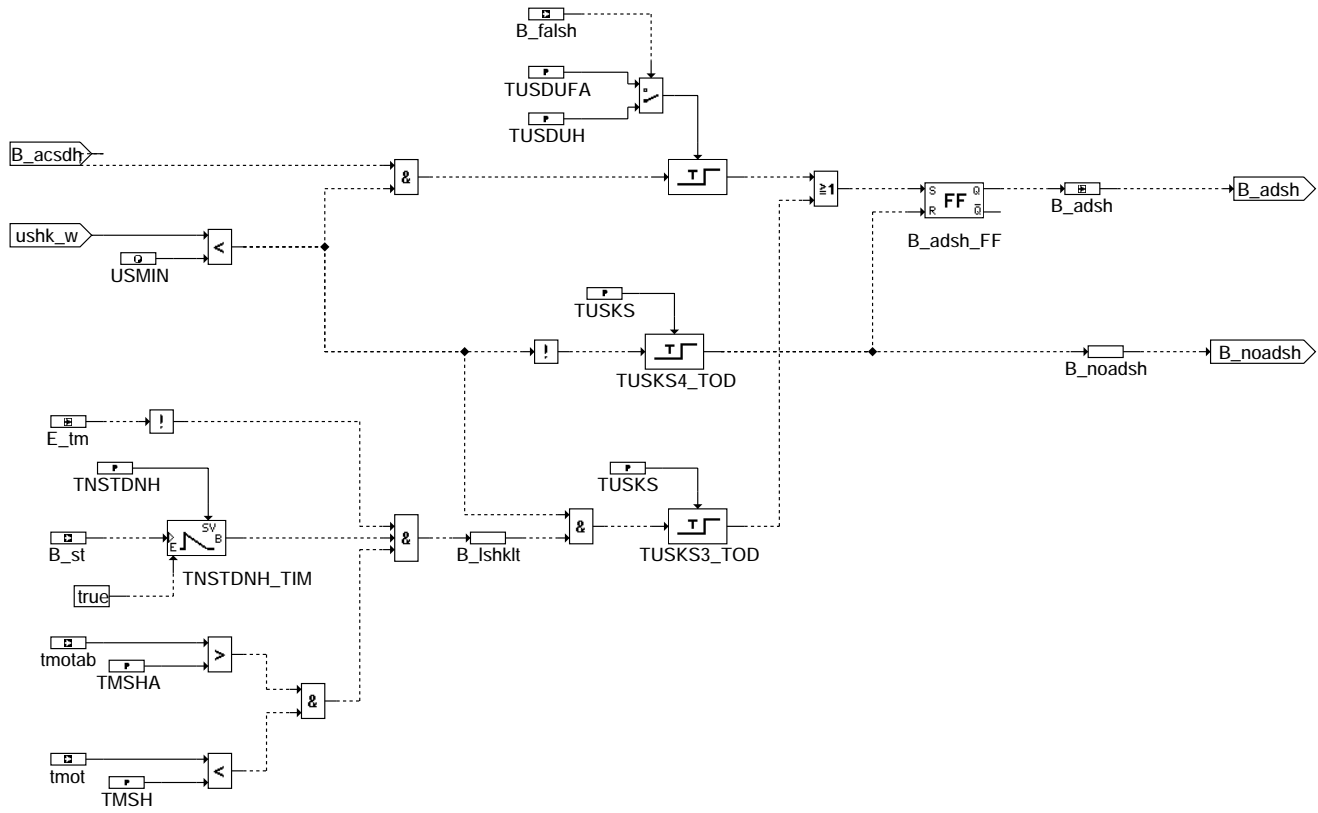 B_falsh
P
TUSDUFA
P
TUSDUH
B_acsdh
&
T
≥1
S Q
FF
R Q
B_adsh_FF
B_adsh
B_adsh
ushk_w
<
USMIN
P
TUSKS
!
T
TUSKS4_TOD
B_noadsh
B_noadsh
E_tm
!
P
TNSTDNH
P
TUSKS
B_st
SV
E B
TNSTDNH_TIM
true
&
B_lshklt
&
T
TUSKS3_TOD
tmotab
>
P
TMSHA
&
tmot
<
P
TMSH